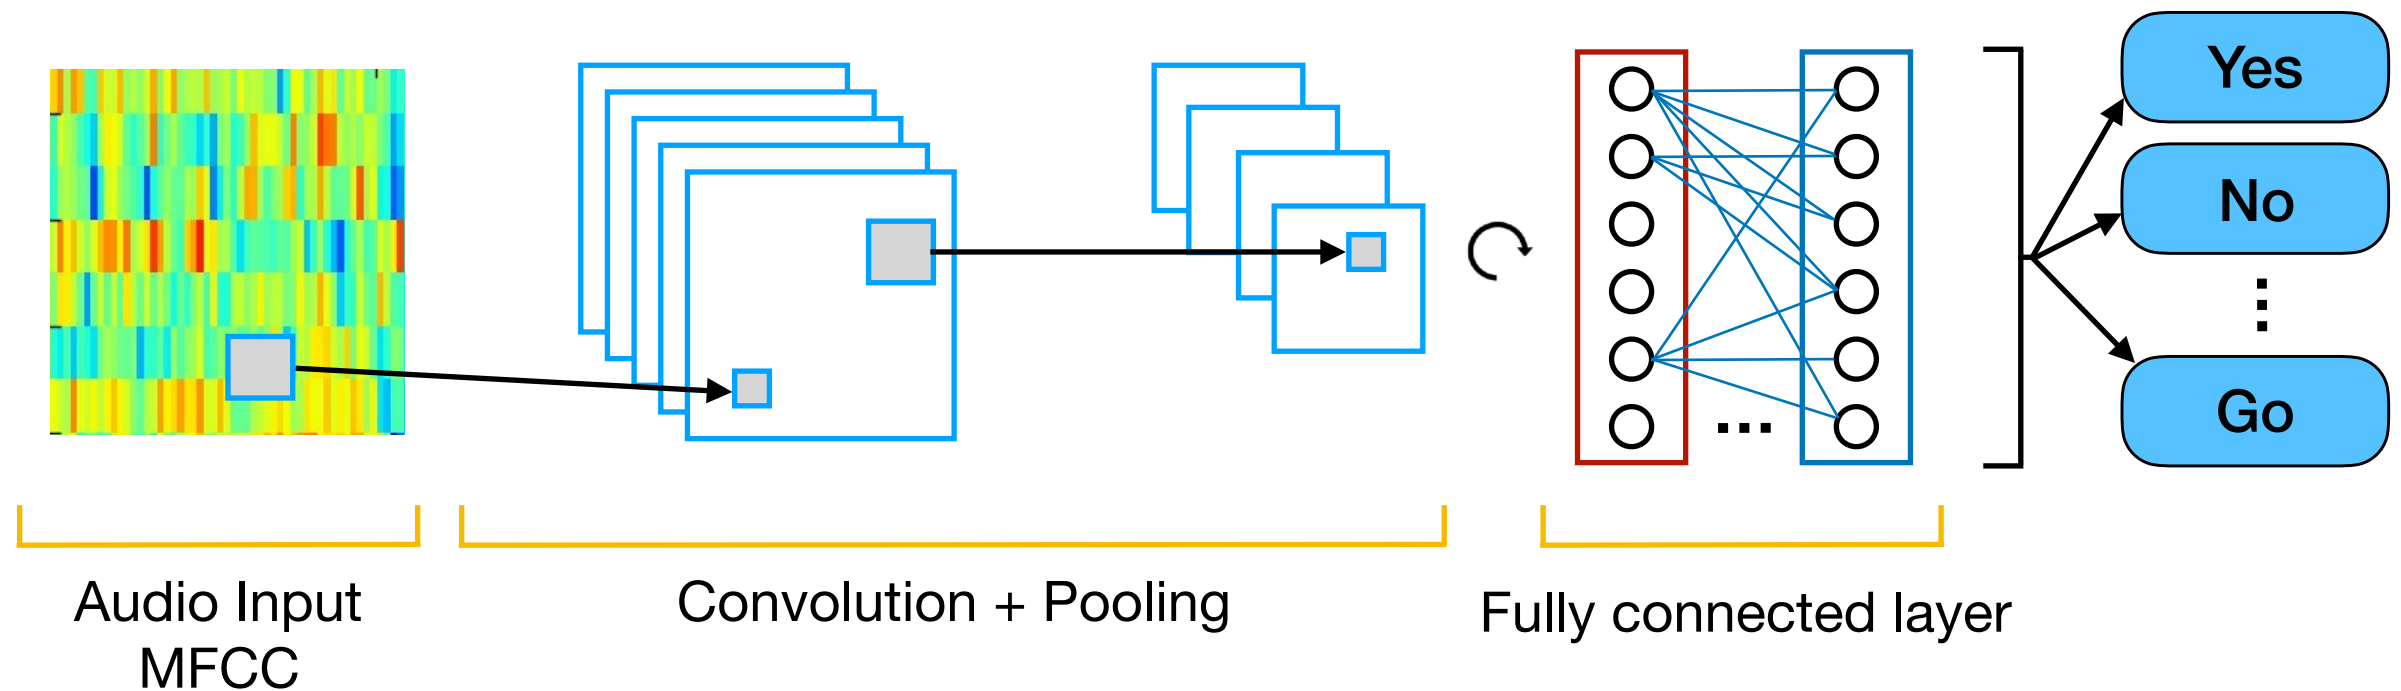 Yes
No
Go
Audio Input
MFCC
Convolution + Pooling
Fully connected layer